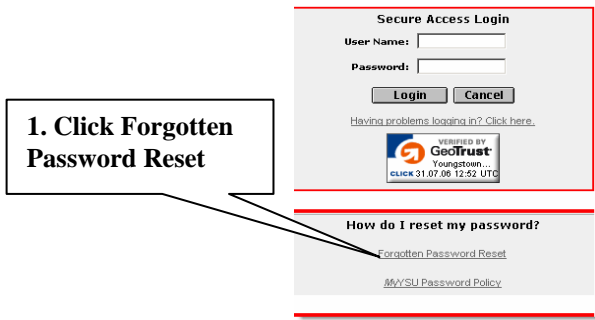 Secure Access Login
User Name:
Password:
Login Cancel
Having problems logging in? Click here.
VERIFIED BY
GeoTrust
Youngstown...
CLICK 31.07.06 12:52 UTC
1. Click Forgotten
Password Reset
How do I reset my password?
Forgotten Password Reset
MyYSU Password Policy